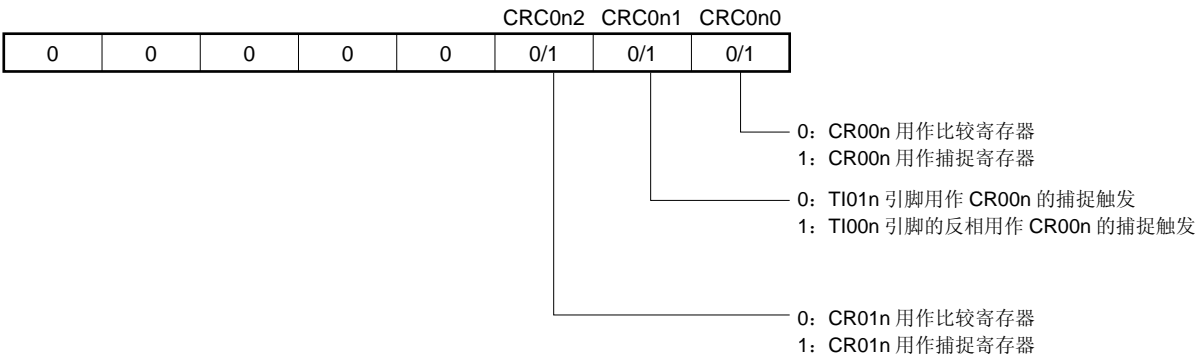 CRC0n2 CRC0n1 CRC0n0
0 0 0 0 0 0/1 0/1 0/1
0：CR00n 用作比较寄存器
1：CR00n 用作捕捉寄存器
0：TI01n 引脚用作 CR00n 的捕捉触发
1：TI00n 引脚的反相用作 CR00n 的捕捉触发
0：CR01n 用作比较寄存器
1：CR01n 用作捕捉寄存器